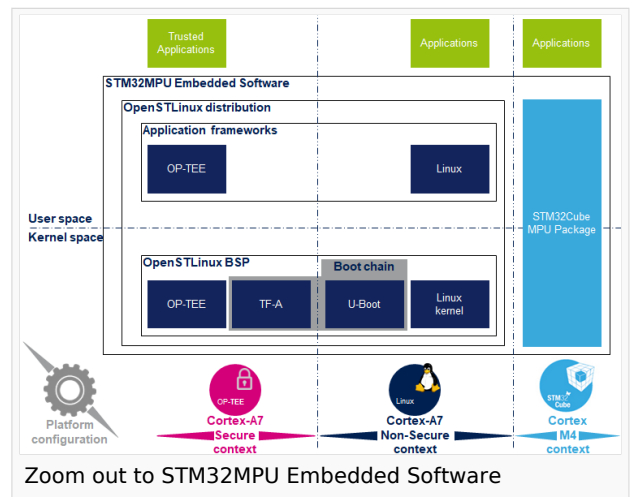 Trusted
Applications
Applications
Applications
STM32MPU Embedded Software
OpenSTLinux distribution
Application frameworks
OP-TEE
Linux
User space
Kernel space
STM32Cube
MPU Package
OpenSTLinux BSP
Boot chain
OP-TEE
TF-A
U-Boot
Linux
kernel
Platform
configuration
OP-TEE
Cortex-A7
Secure
context
Linux
Cortex-A7
Non-Secure
context
STM32
Cube
Cortex
M4
context
Zoom out to STM32MPU Embedded Software